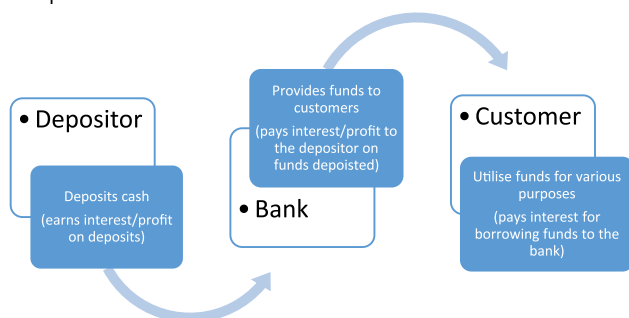 • Depositor
Deposits cash
(earns interest/profit
on deposits)
Provides funds to
customers
(pays interest/profit to
the depositor on
funds depoisted)
• Bank
• Customer
Utilise funds for various
purposes
(pays interest for
borrowing funds to the
bank)